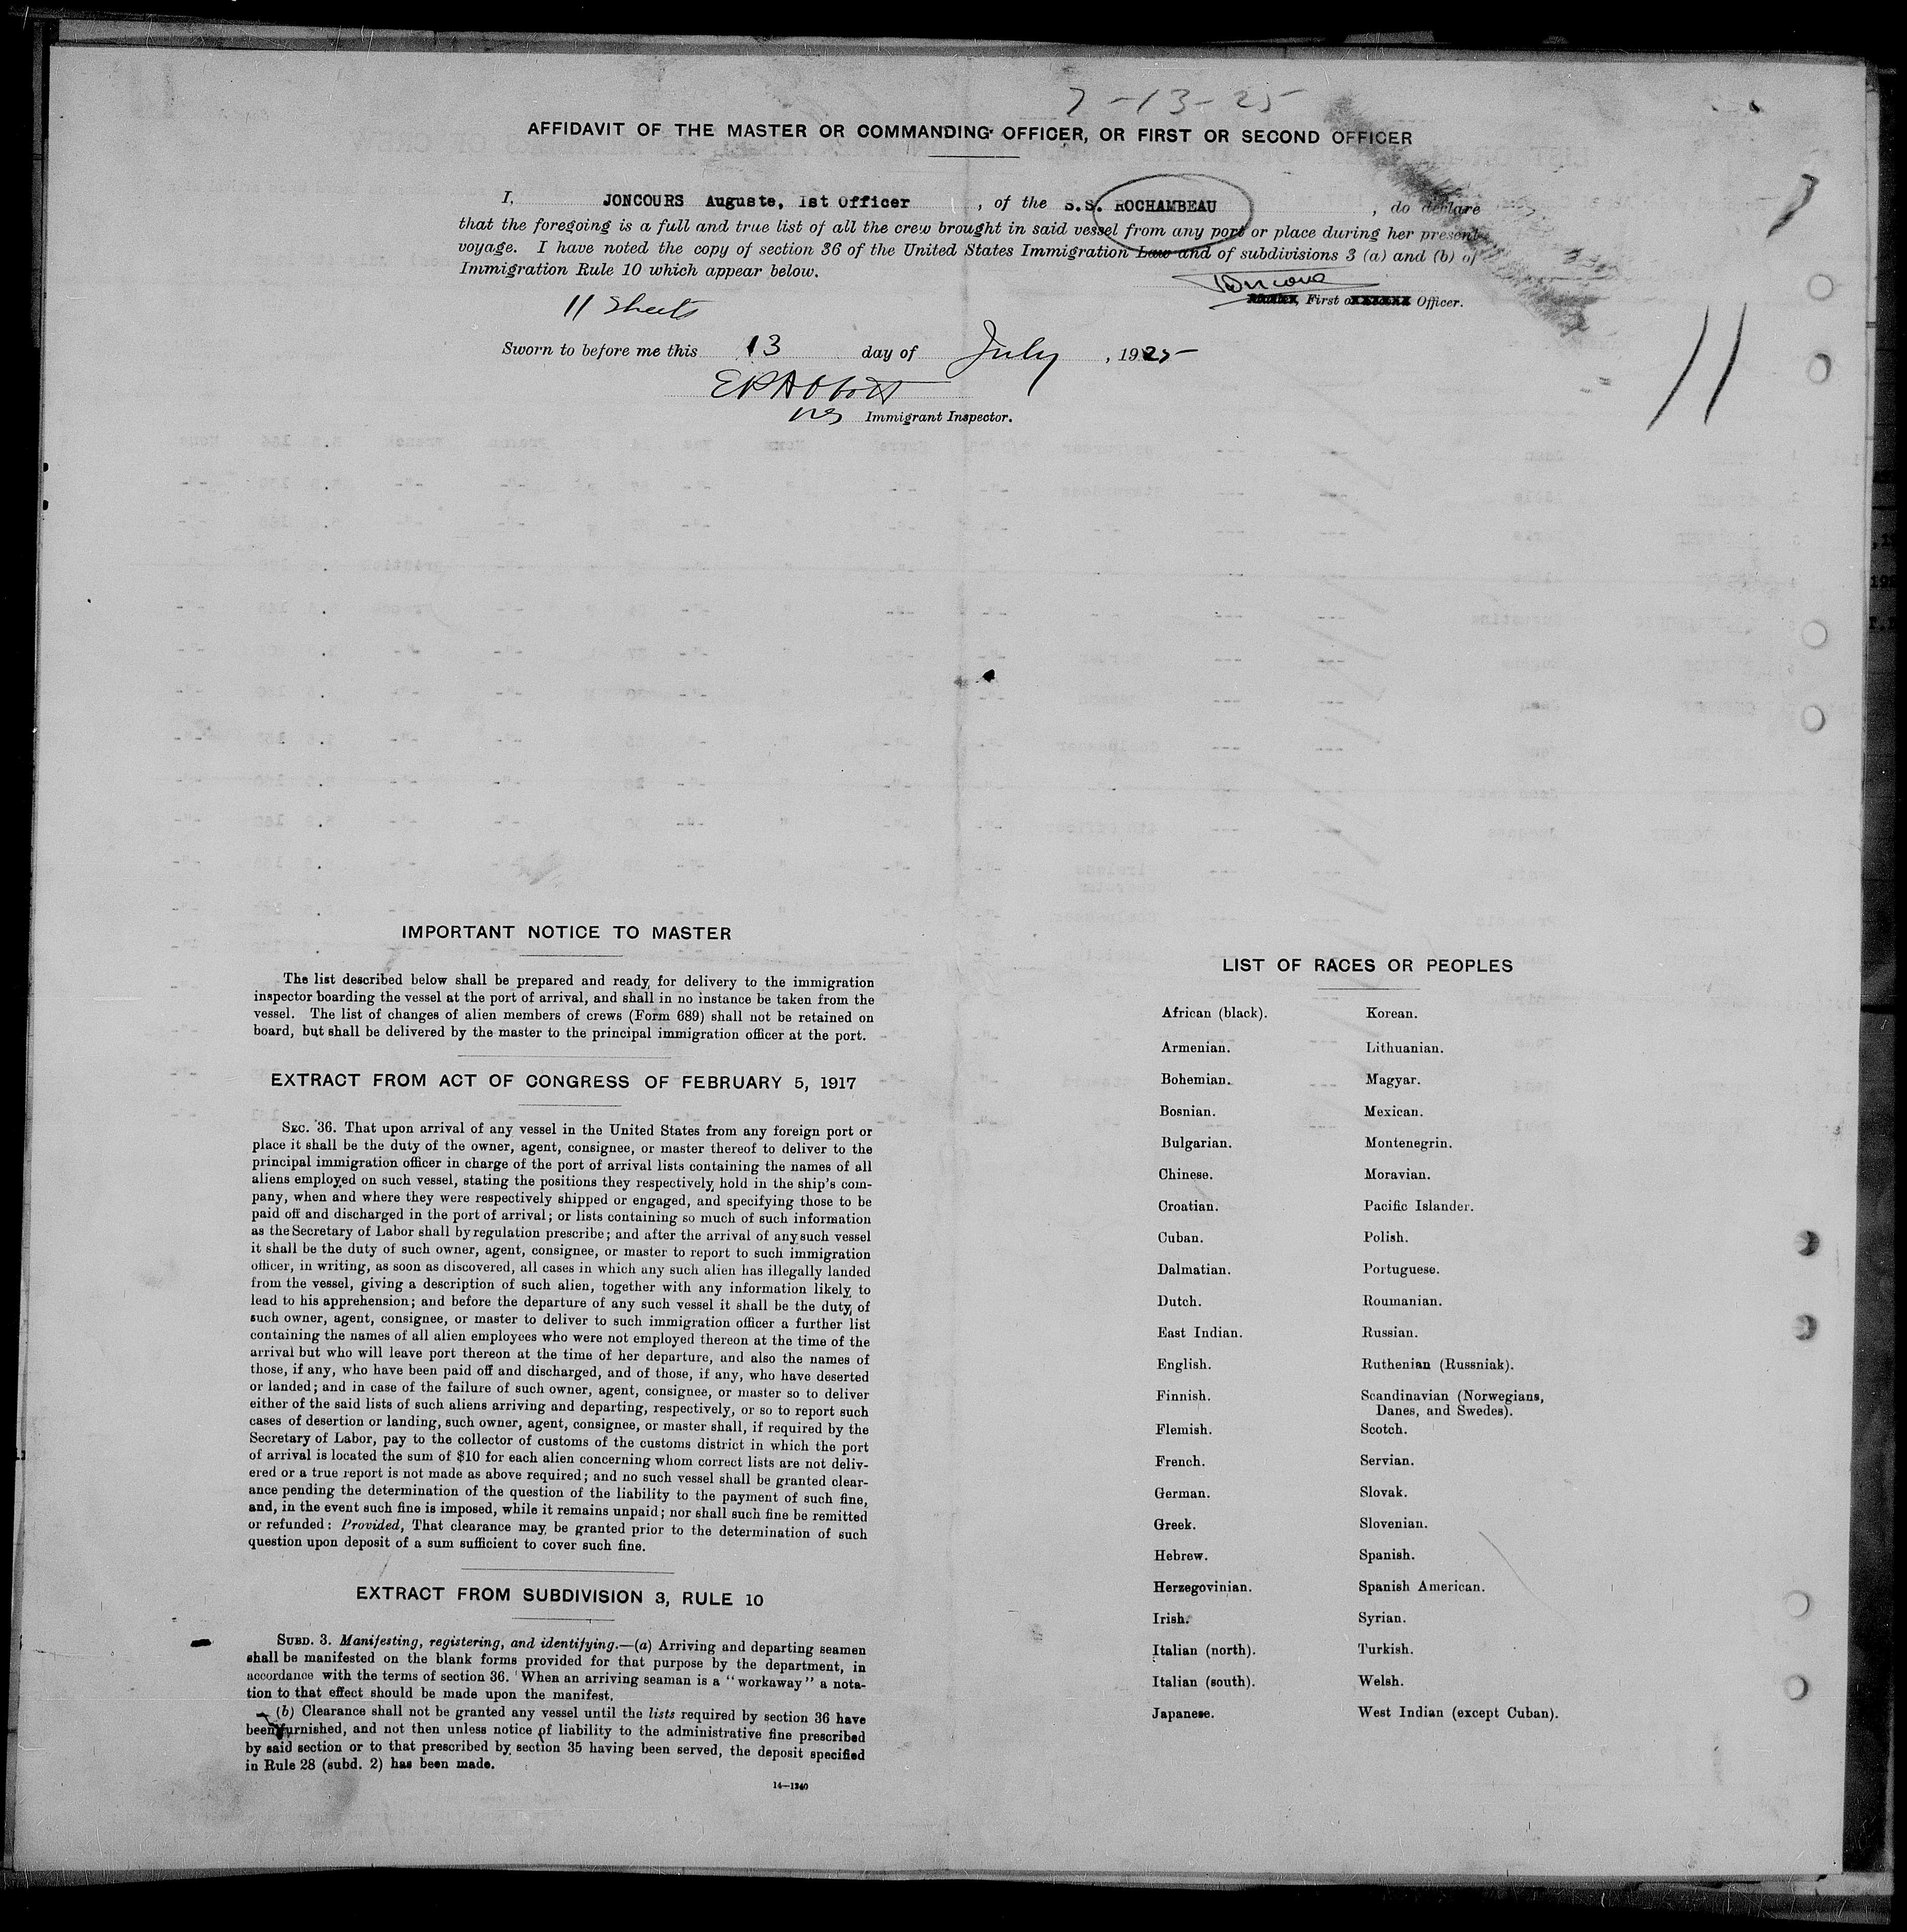 7-13-25
AFFIDAVIT OF THE MASTER OR COMMANDING OFFICER, OR FIRST OR SECOND OFFICER
I, JONCOURS Auguste, 1st Officer, of the S.S. ROCHAMBEAU, do declare
that the foregoing is a full and true list of all the crew brought in said vessel from any port or place during her present
voyage. I have noted the copy of section 36 of the United States Immigration Law and of subdivisions 3 (a) and (b) of
Immigration Rule 10 which appear below.
First Officer.
11 Sheets
11
Sworn to before me this 13 day of July, 1925
Immigrant Inspector.
IMPORTANT NOTICE TO MASTER
The list described below shall be prepared and ready for delivery to the immigration
inspector boarding the vessel at the port of arrival, and shall in no instance be taken from the
vessel. The list of changes of alien members of crews (Form 689) shall not be retained on
board, but shall be delivered by the master to the principal immigration officer at the port.
EXTRACT FROM ACT OF CONGRESS OF FEBRUARY 5, 1917
SEC. 36. That upon arrival of any vessel in the United States from any foreign port or
place it shall be the duty of the owner, agent, consignee, or master thereof to deliver to the
principal immigration officer in charge of the port of arrival lists containing the names of all
aliens employed on such vessel, stating the positions they respectively hold in the ship's com-
pany, when and where they were respectively shipped or engaged, and specifying those to be
paid off and discharged in the port of arrival; or lists containing so much of such information
as the Secretary of Labor shall by regulation prescribe; and after the arrival of any such vessel
it shall be the duty of such owner, agent, consignee, or master to report to such immigration
officer, in writing, as soon as discovered, all cases in which any such alien has illegally landed
from the vessel, giving a description of such alien, together with any information likely to
lead to his apprehension; and before the departure of any such vessel it shall be the duty of
such owner, agent, consignee, or master to deliver to such immigration officer a further list
containing the names of all alien employees who were not employed thereon at the time of the
arrival but who will leave port thereon at the time of her departure, and also the names of
those, if any, who have been paid off and discharged, and of those, if any, who have deserted
or landed; and in case of the failure of such owner, agent, consignee, or master so to deliver
either of the said lists of such aliens arriving and departing, respectively, or so to report such
cases of desertion or landing, such owner, agent, consignee, or master shall, if required by the
Secretary of Labor, pay to the collector of customs of the customs district in which the port
of arrival is located the sum of $10 for each alien concerning whom correct lists are not deliv-
ered or a true report is not made as above required; and no such vessel shall be granted clear-
ance pending the determination of the question of the liability to the payment of such fine,
and, in the event such fine is imposed, while it remains unpaid; nor shall such fine be remitted
or refunded: Provided, That clearance may be granted prior to the determination of such
question upon deposit of a sum sufficient to cover such fine.
EXTRACT FROM SUBDIVISION 3, RULE 10
SUBD. 3. Manifesting, registering, and identifying.—(a) Arriving and departing seamen
shall be manifested on the blank forms provided for that purpose by the department, in
accordance with the terms of section 36. When an arriving seaman is a "workaway" a nota-
tion to that effect should be made upon the manifest.
(b) Clearance shall not be granted any vessel until the lists required by section 36 have
been furnished, and not then unless notice of liability to the administrative fine prescribed
by said section or to that prescribed by section 35 having been served, the deposit specified
in Rule 28 (subd. 2) has been made.
14—1240
LIST OF RACES OR PEOPLES
African (black). Korean.
Armenian. Lithuanian.
Bohemian. Magyar.
Bosnian. Mexican.
Bulgarian. Montenegrin.
Chinese. Moravian.
Croatian. Pacific Islander.
Cuban. Polish.
Dalmatian. Portuguese.
Dutch. Roumanian.
East Indian. Russian.
English. Ruthenian (Russniak).
Finnish. Scandinavian (Norwegians,
Danes, and Swedes).
Flemish. Scotch.
French. Servian.
German. Slovak.
Greek. Slovenian.
Hebrew. Spanish.
Herzegovinian. Spanish American.
Irish. Syrian.
Italian (north). Turkish.
Italian (south). Welsh.
Japanese. West Indian (except Cuban).